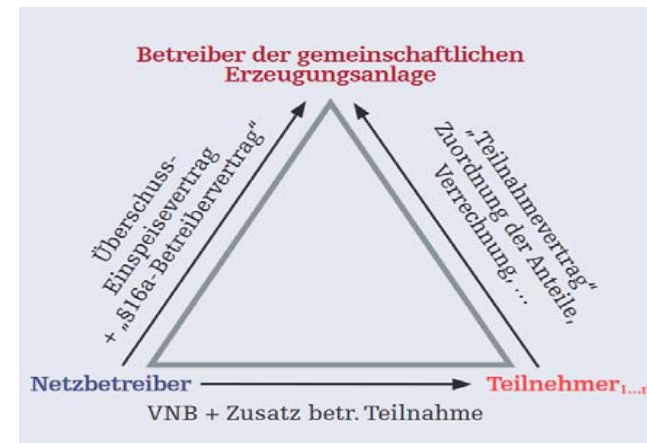 Betreiber der gemeinschaftlichen
Erzeugungsanlage
Überschuss-
Einspeisevertrag
+ „§16a-Betreibervertrag“
„Teilnahmevertrag“
Zuordnung der Anteile,
Verrechnung, ...
Netzbetreiber
Teilnehmer1...n
VNB + Zusatz betr. Teilnahme